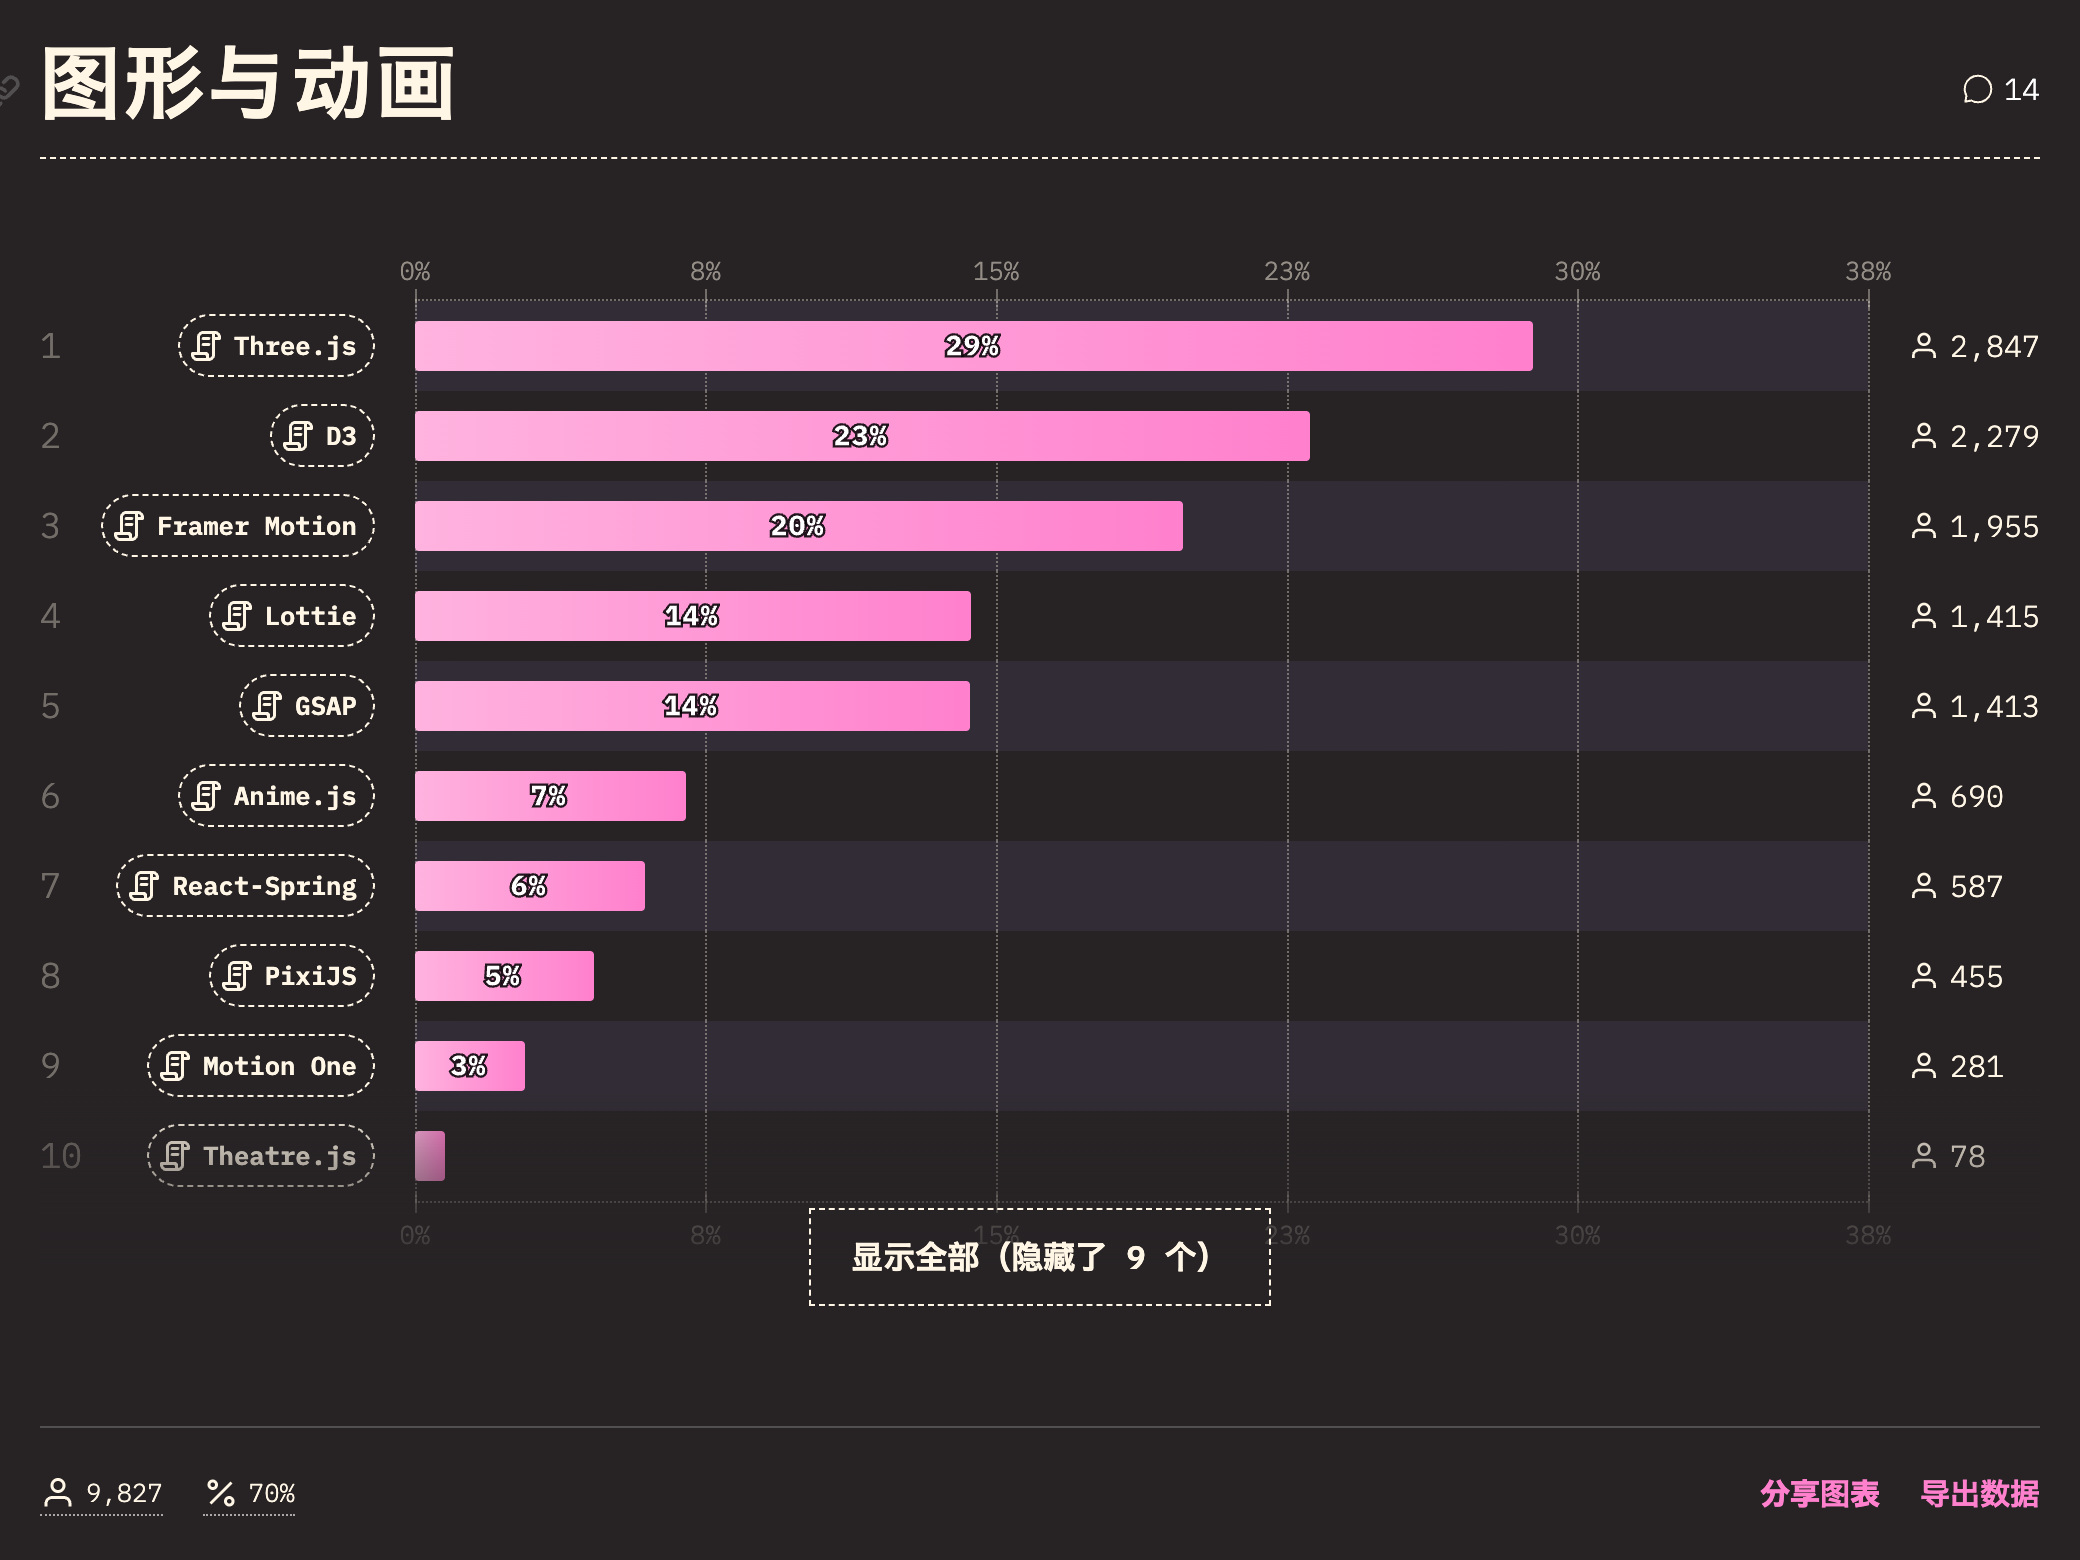 图形与动画
14
0% 8% 15% 23% 30% 38%
1 Three.js 29% 2,847
2 D3 23% 2,279
3 Framer Motion 20% 1,955
4 Lottie 14% 1,415
5 GSAP 14% 1,413
6 Anime.js 7% 690
7 React-Spring 6% 587
8 PixiJS 5% 455
9 Motion One 3% 281
10 Theatre.js 78
0% 8% 15% 23% 30% 38%
显示全部（隐藏了 9 个）
9,827 70% 分享图表 导出数据